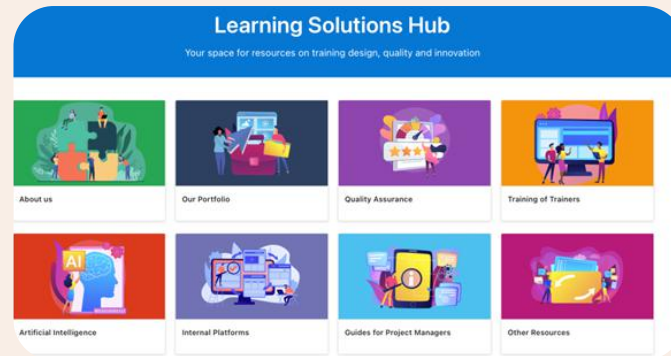 Learning Solutions Hub
Your space for resources on training design, quality and innovation
About us
Our Portfolio
Quality Assurance
Training of Trainers
AI
Artificial Intelligence
Internal Platforms
Guides for Project Managers
Other Resources